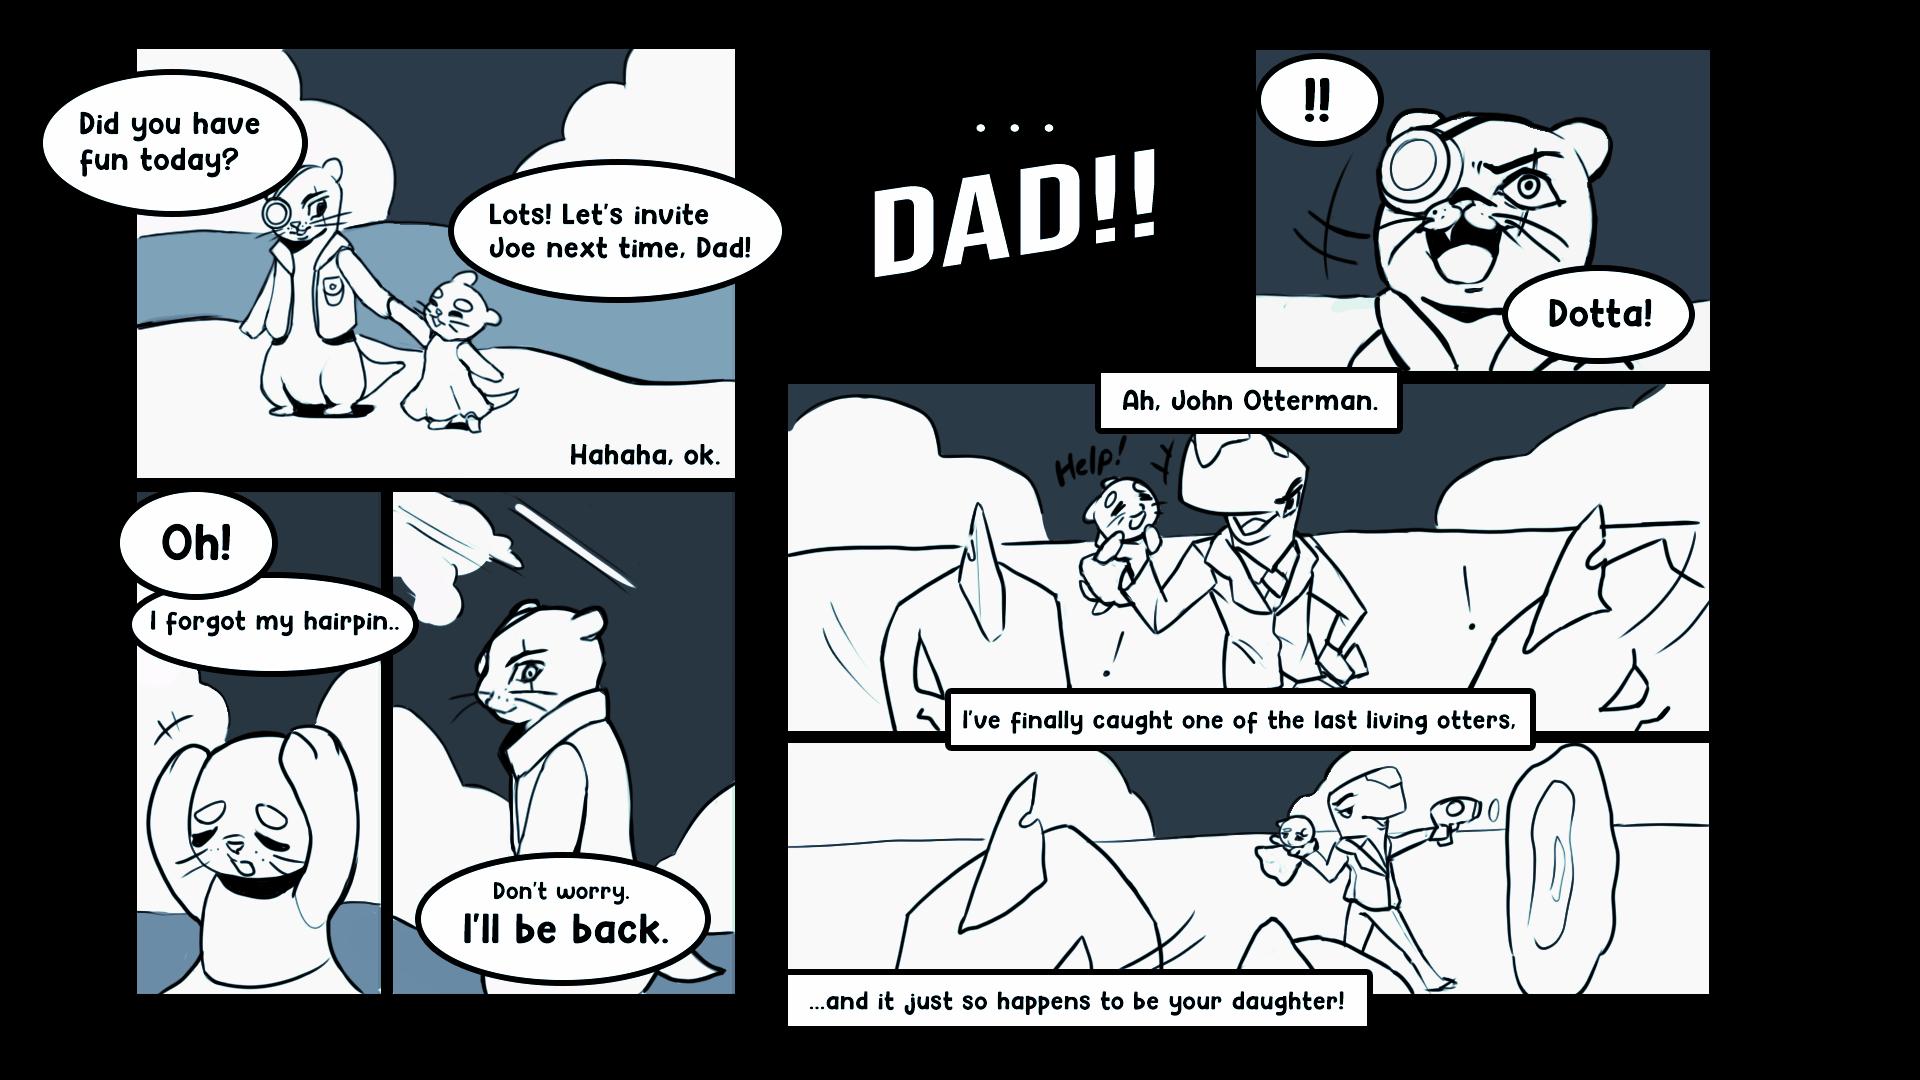 Did you have
fun today?
Lots! Let's invite
Joe next time, Dad!
Hahaha, ok.
Oh!
I forgot my hairpin..
Don't worry.
I'll be back.
...
DAD!!
!!
Dotta!
Ah, John Otterman.
Help!
I've finally caught one of the last living otters,
...and it just so happens to be your daughter!